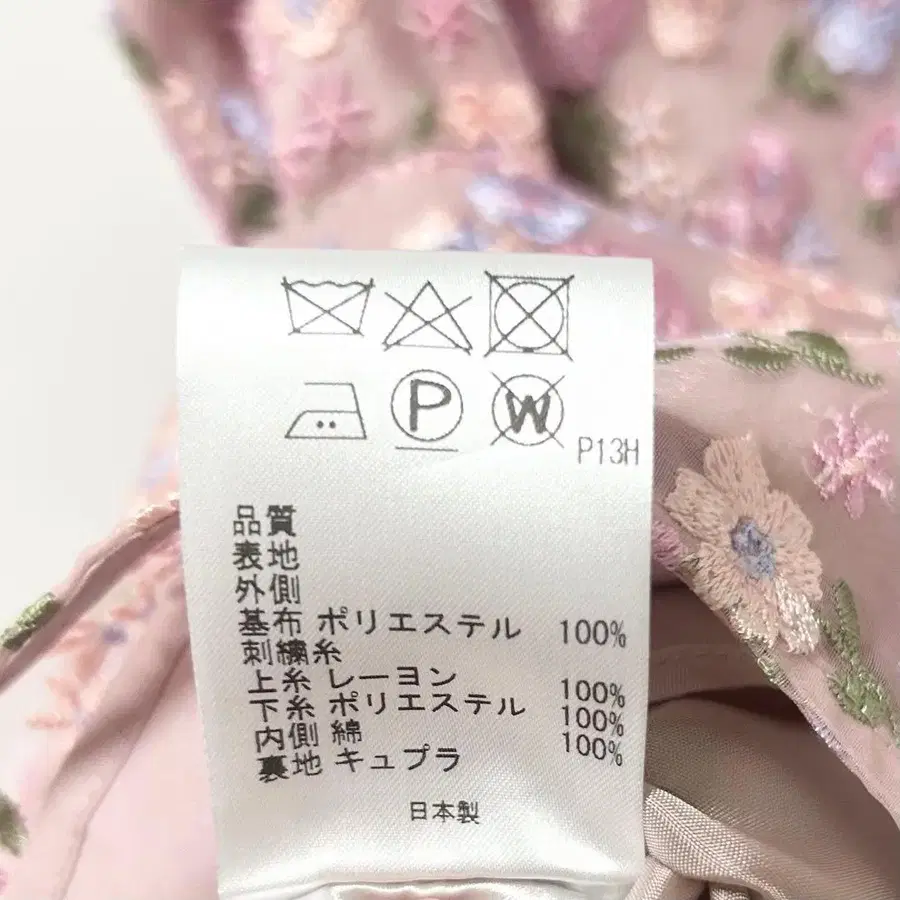 P W P13H
品質
表地
外側
基布 ポリエステル 100%
刺繍糸
上糸 レーヨン 100%
下糸 ポリエステル 100%
内側 綿 100%
裏地 キュプラ
日本製